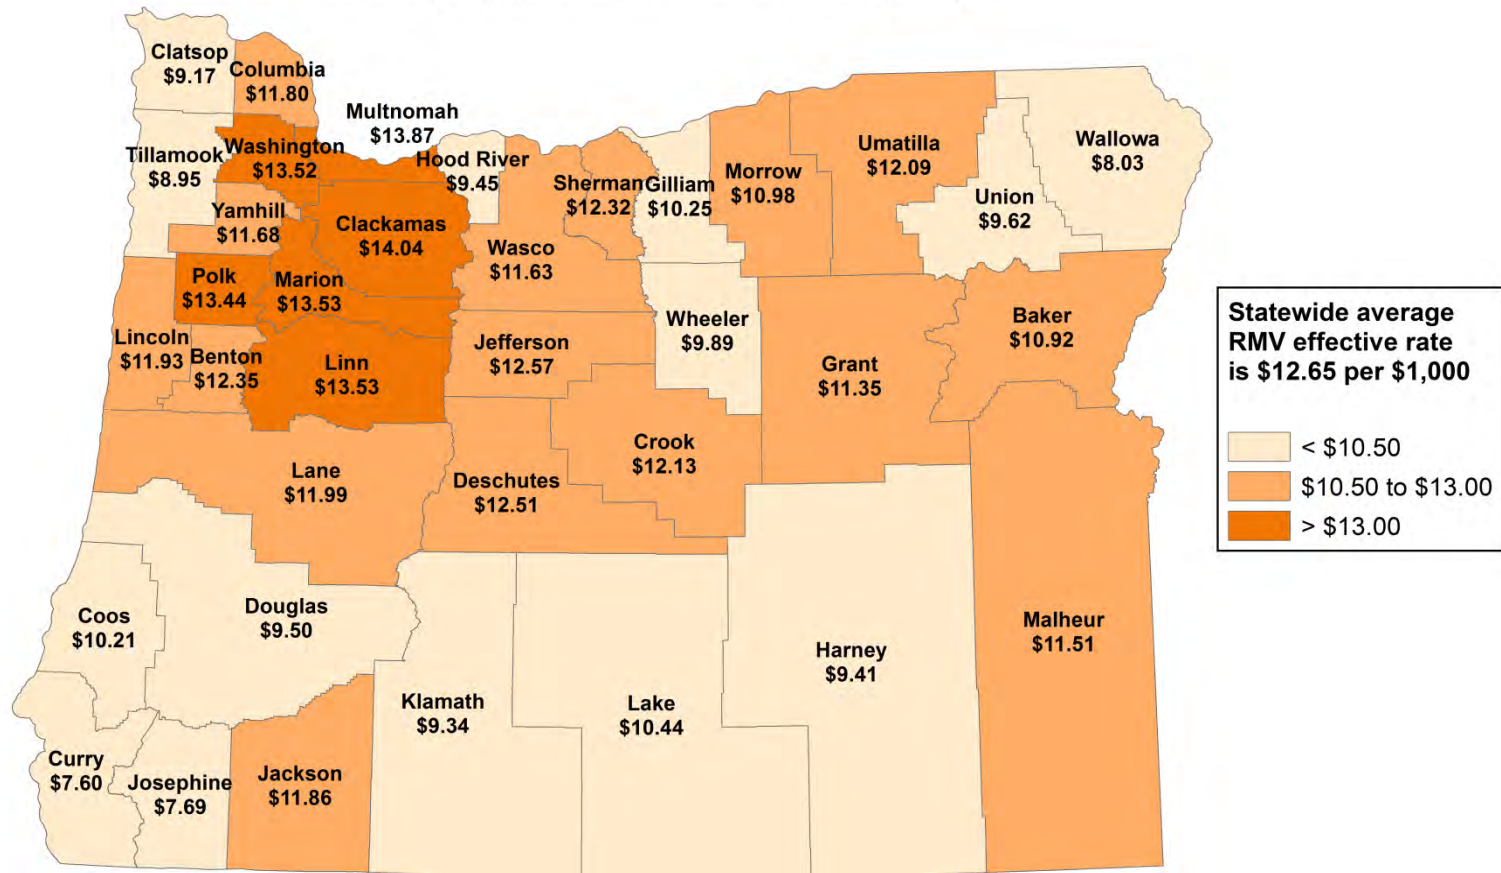 Clatsop
$9.17
Columbia
$11.80
Multnomah
$13.87
Tillamook
$8.95
Washington
$13.52
Hood River
$9.45
Sherman
$12.32
Gilliam
$10.25
Morrow
$10.98
Umatilla
$12.09
Union
$9.62
Wallowa
$8.03
Yamhill
$11.68
Clackamas
$14.04
Wasco
$11.63
Polk
$13.44
Marion
$13.53
Lincoln
$11.93
Benton
$12.35
Linn
$13.53
Jefferson
$12.57
Wheeler
$9.89
Grant
$11.35
Baker
$10.92
Lane
$11.99
Deschutes
$12.51
Crook
$12.13
Coos
$10.21
Douglas
$9.50
Harney
$9.41
Malheur
$11.51
Curry
$7.60
Josephine
$7.69
Jackson
$11.86
Klamath
$9.34
Lake
$10.44
Statewide average
RMV effective rate
is $12.65 per $1,000
< $10.50
$10.50 to $13.00
> $13.00